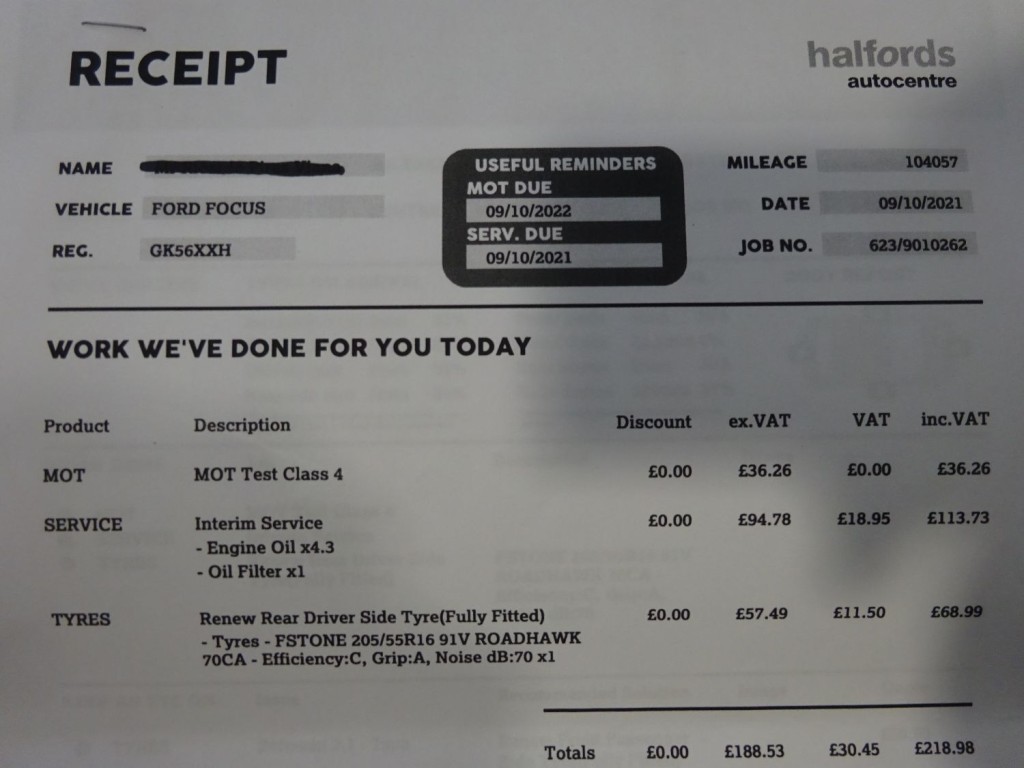 RECEIPT
halfords
autocentre
NAME
VEHICLE FORD FOCUS
REG. GK56XXH
USEFUL REMINDERS
MOT DUE
09/10/2022
SERV. DUE
09/10/2021
MILEAGE 104057
DATE 09/10/2021
JOB NO. 623/9010262
WORK WE'VE DONE FOR YOU TODAY
Product Description Discount ex.VAT VAT inc.VAT
MOT MOT Test Class 4 £0.00 £36.26 £0.00 £36.26
SERVICE Interim Service £0.00 £94.78 £18.95 £113.73
- Engine Oil x4.3
- Oil Filter x1
TYRES Renew Rear Driver Side Tyre(Fully Fitted) £0.00 £57.49 £11.50 £68.99
- Tyres - FSTONE 205/55R16 91V ROADHAWK
70CA - Efficiency:C, Grip:A, Noise dB:70 x1
Totals £0.00 £188.53 £30.45 £218.98